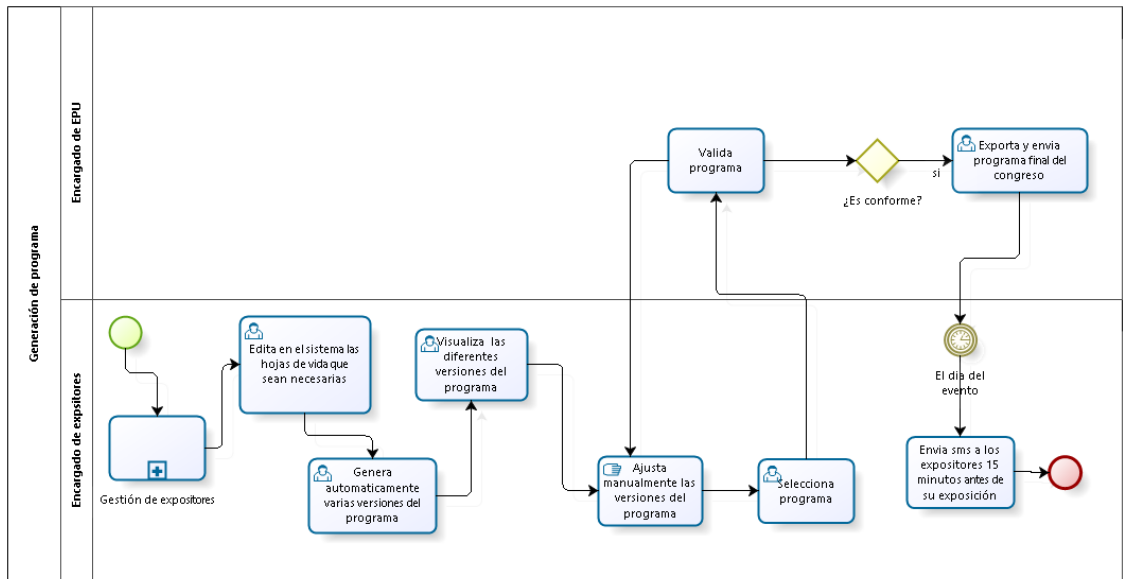 Generación de programa
Encargado de EPU
Valida
programa
¿Es conforme?
si
Exporta y envia
programa final del
congreso
Encargado de expsitores
Gestión de expositores
Edita en el sistema las
hojas de vida que
sean necesarias
Genera
automaticamente
varias versiones del
programa
Visualiza las
diferentes
versiones del
programa
Ajusta
manualmente las
versiones del
programa
Selecciona
programa
El dia del
evento
Envia sms a los
expositores 15
minutos antes de
su exposición